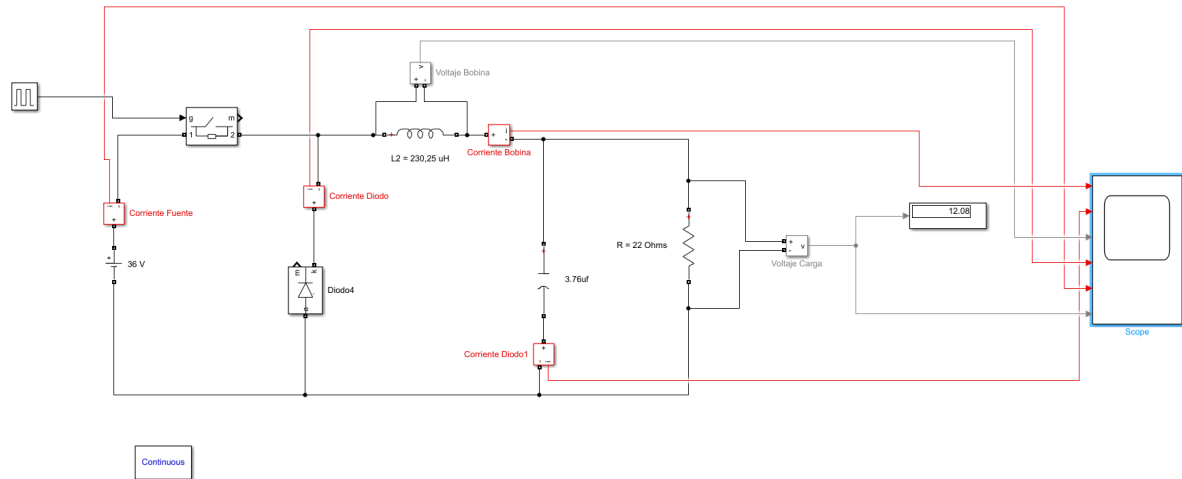 Voltaje Bobina
g
m
1
2
L2 = 230,25 uH
i
Corriente Bobina
Corriente Diodo
Corriente Fuente
36 V
m
k
a
Diodo4
3.76uf
R = 22 Ohms
v
Voltaje Carga
12.08
Scope
Corriente Diodo1
Continuous